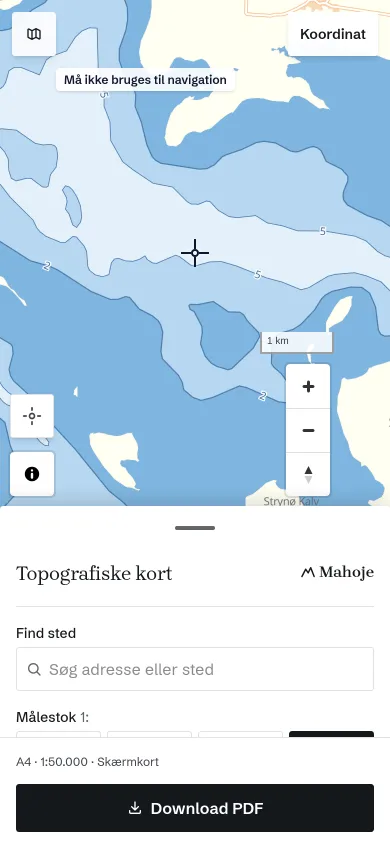 Koordinat
Må ikke bruges til navigation
5
5
2
5
1 km
2
Strynø Kalv
Topografiske kort
Mahoje
Find sted
Søg adresse eller sted
Målestok 1:
A4 · 1:50.000 · Skærmkort
Download PDF